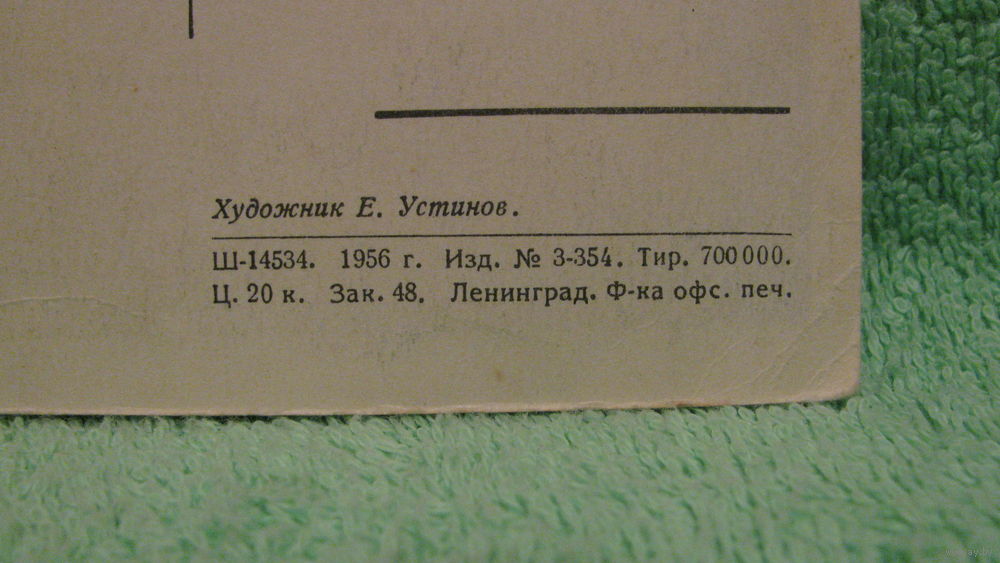 Художник Е. Устинов.
Ш-14534. 1956 г. Изд. № 3-354. Тир. 700000.
Ц. 20 к. Зак. 48. Ленинград. Ф-ка офс. печ.